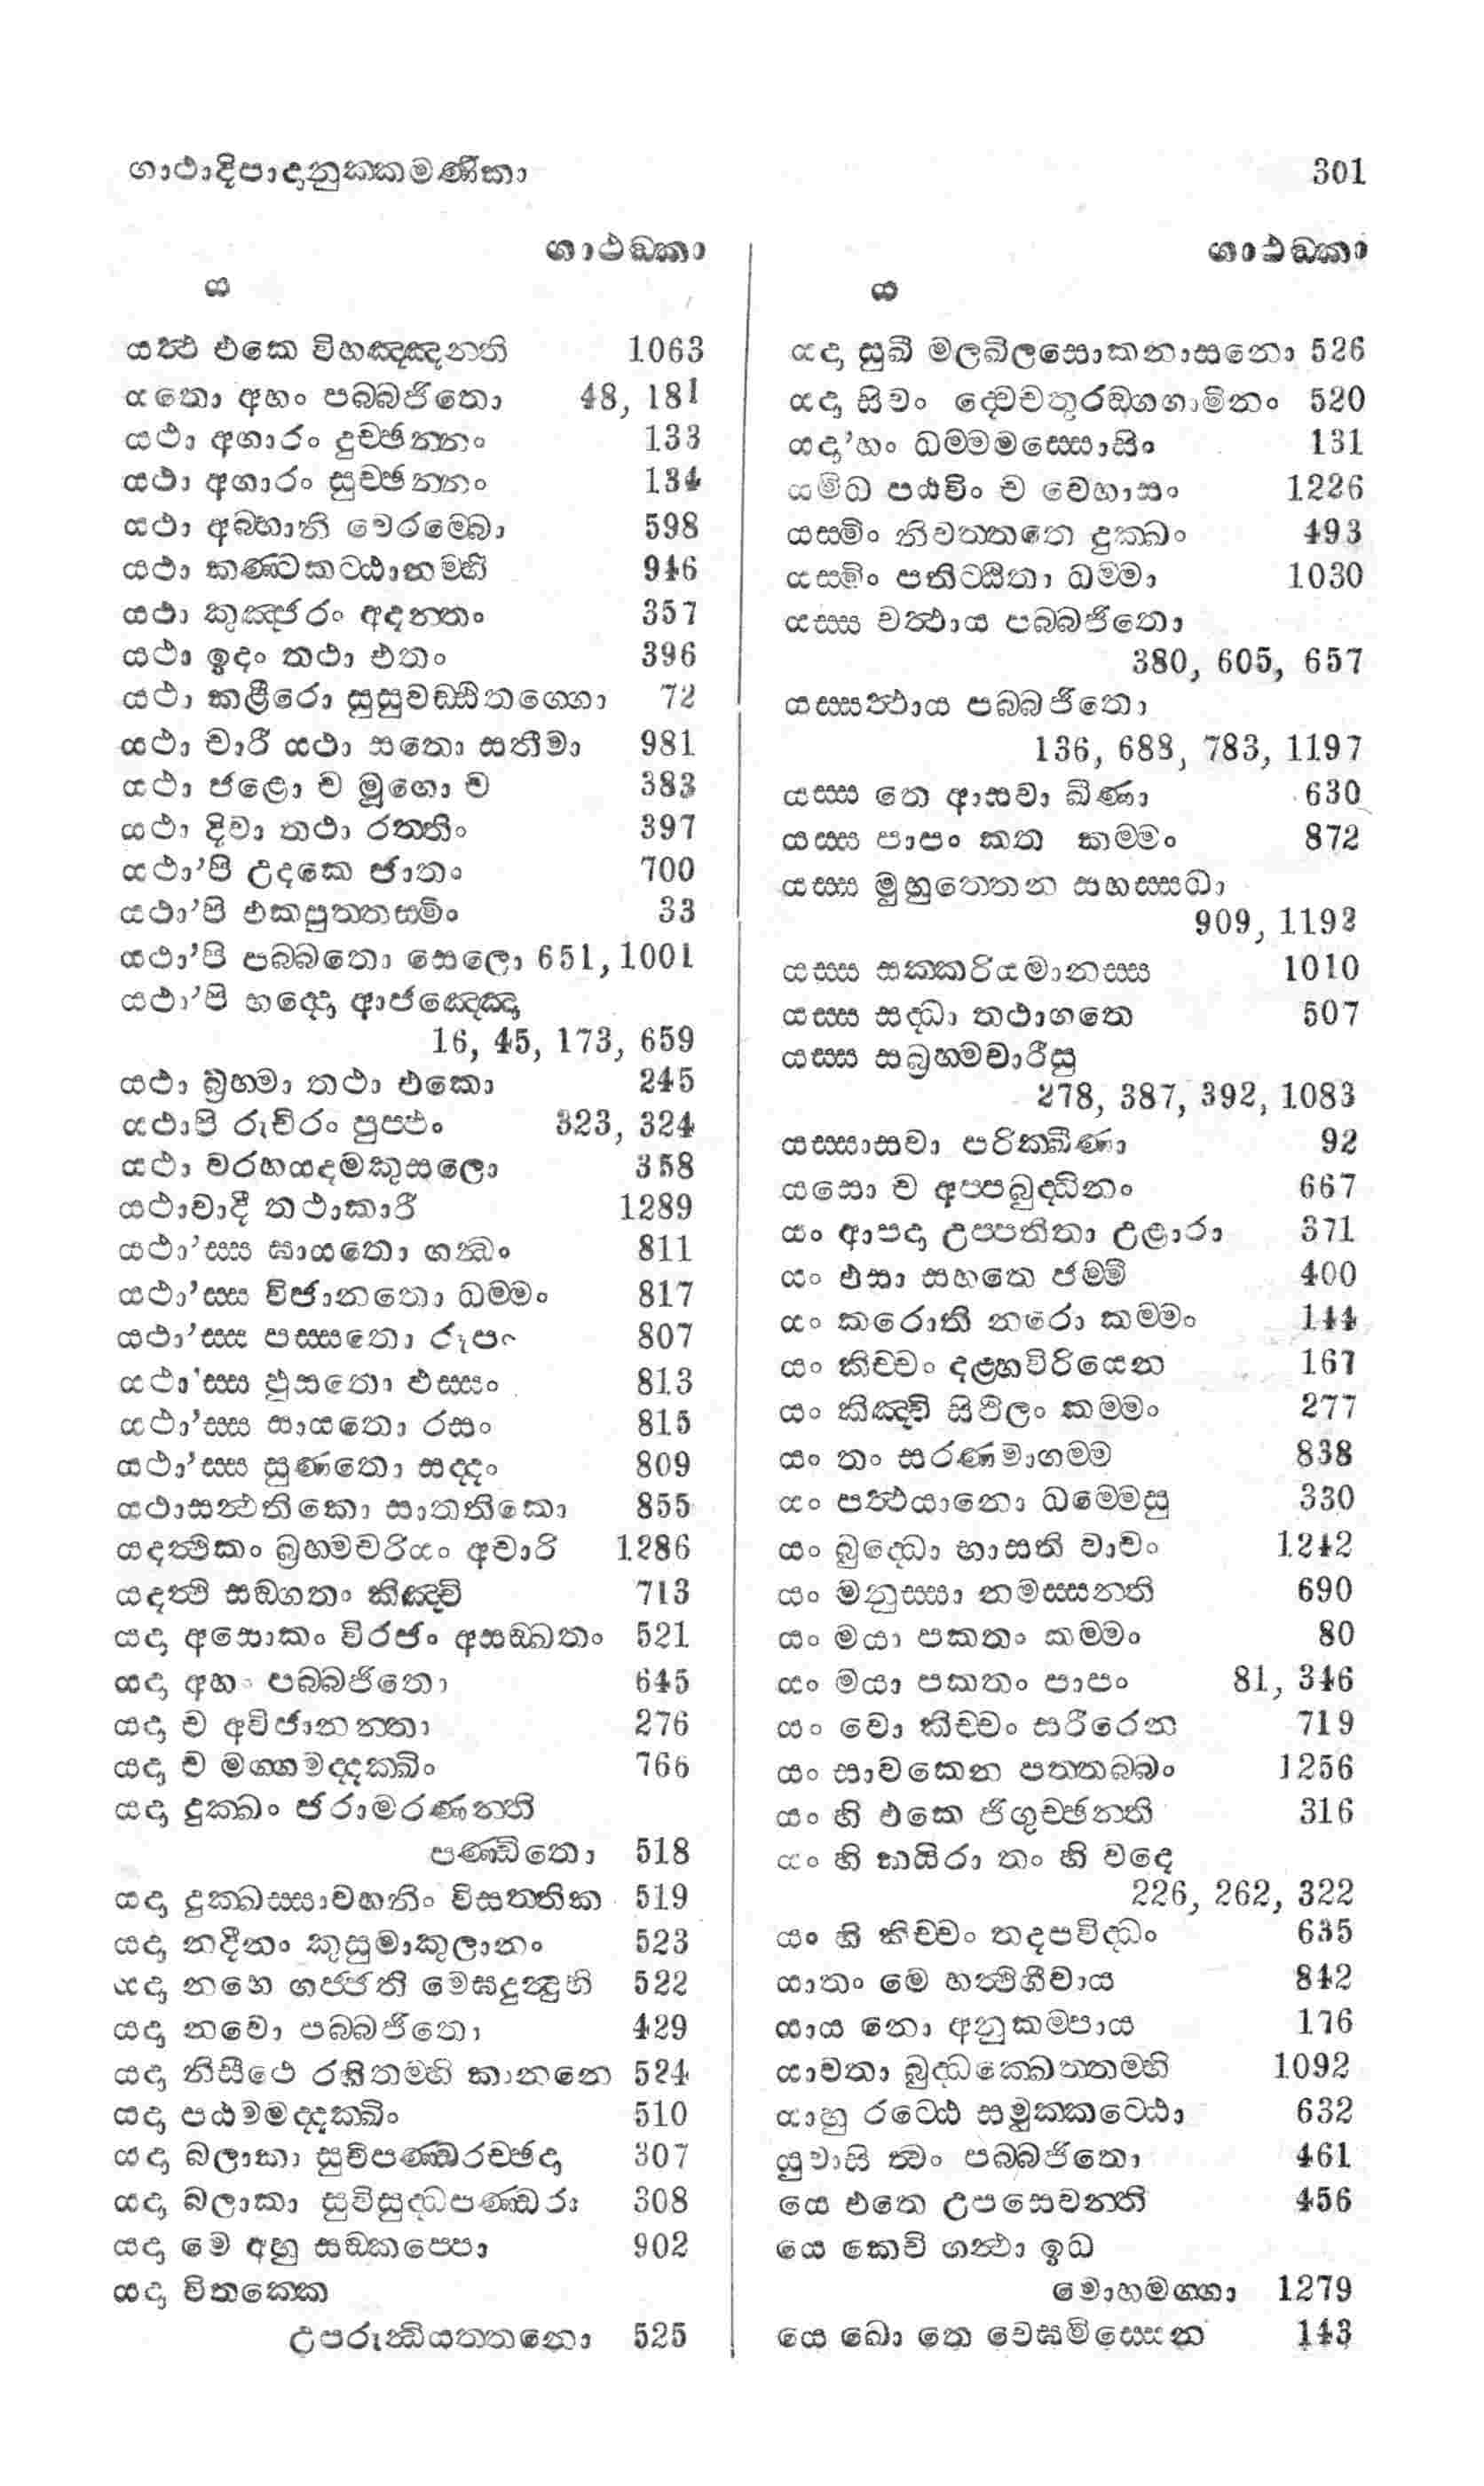 ගාථාදිපාදානුක්කමණිකා 301
ගාථඞ්කා
ය
යත්ථ එකෙ විහඤ්ඤන්ති 1063
යතො අහං පබ්බජිතො 48, 181
යථා අගාරං දුච්ඡන්නං 133
යථා අගාරං සුච්ඡන්නං 134
යථා අබ්භානි වෙරම්බො 598
යථා කණ්ටකට්ඨානම්හි 946
යථා කුඤ්ජරං අදන්තං 357
යථා ඉදං තථා එතං 396
යථා කළීරො සුසුවඩ්ඪිතග්ගො 72
යථා චාරී යථා සතො සතීමා 981
යථා ජළො ච මූගො ච 383
යථා දිවා තථා රත්තිං 397
යථා’පි උදකෙ ජාතං 700
යථා’පි එකපුත්තස්මිං 33
යථා’පි පබ්බතො සෙලො 651, 1001
යථා’පි භද්දො ආජඤ්ඤො
16, 45, 173, 659
යථා බ්‍රහ්මා තථා එකො 245
යථාපි රුචිරං පුප්ඵං 323, 324
යථා වරහයදමකුසලො 358
යථාවාදී තථාකාරී 1289
යථා’ස්ස ඝායතො ගන්ධං 811
යථා’ස්ස විජානතො ධම්මං 817
යථා’ස්ස පස්සතො රූපං 807
යථා’ස්ස ඵුසතො ඵස්සං 813
යථා’ස්ස සායතො රසං 815
යථා’ස්ස සුණතො සද්දං 809
යථාසන්ථතිකො සාතතිකො 855
යදත්ථිකං බ්‍රහ්මචරියං අචාරි 1286
යදත්ථි සඞ්ගතං කිඤ්චි 713
යදා අසොකං විරජං අසඞ්ඛතං 521
යදා අහං පබ්බජිතො 645
යදා ච අවිජානන්තා 276
යදා ච මග්ගමද්දක්ඛිං 766
යදා දුක්ඛං ජරාමරණන්ති
පණ්ඩිතො 518
යදා දුක්ඛස්සාවහනිං විසත්තික 519
යදා නදීනං කුසුමාකුලානං 523
යදා නභෙ ගජ්ජති මෙඝදුන්දුභි 522
යදා නවො පබ්බජිතො 429
යදා නිසීථෙ රහිතම්හි කානනෙ 524
යදා පඨමමද්දක්ඛිං 510
යදා බලාකා සුචිපණ්ඩරච්ඡදා 307
යදා බලාකා සුවිසුද්ධපණ්ඩරා 308
යදා මෙ අහු සඞ්කප්පො 902
යදා විතක්කෙ
උපරුන්ධියත්තනො 525
ගාථඞ්කා
ය
යදා සුඛී මලඛිලසොකනාසනො 526
යදා සිවං ද්වෙචතුරඞ්ගගාමිනං 520
යදා’හං ධම්මමස්සොසිං 131
යම්ධ පඨවිං ච වෙහාසං 1226
යස්මිං නිවත්තතෙ දුක්ඛං 493
යස්මිං පතිට්ඨිතා ධම්මා 1030
යස්ස චත්ථාය පබ්බජිතො
380, 605, 657
යස්සත්ථාය පබ්බජිතො
136, 688, 783, 1197
යස්ස තෙ ආසවා ඛීණා 630
යස්ස පාපං කත කම්මං 872
යස්ස මුහුත්තෙන සහස්සධා
909, 1192
යස්ස සක්කරියමානස්ස 1010
යස්ස සද්ධා තථාගතෙ 507
යස්ස සබ්‍රහ්මචාරීසු
278, 387, 392, 1083
යස්සාසවා පරික්ඛීණා 92
යසො ච අප්පබුද්ධිනං 667
යං ආපදා උප්පතිතා උළාරා 371
යං එසා සහතෙ ජම්මී 400
යං කරොති නරො කම්මං 144
යං කිච්චං දළ්හවිරියෙන 167
යං කිඤ්චි සිථිලං කම්මං 277
යං තං සරණමාගම්ම 838
යං පත්ථයානො ධම්මෙසු 330
යං බුද්ධො භාසති වාචං 1242
යං මනුස්සා නමස්සන්ති 690
යං මයා පකතං කම්මං 80
යං මයා පකතං පාපං 81, 346
යං වො කිච්චං සරීරෙන 719
යං සාවකෙන පත්තබ්බං 1256
යං හි එකෙ ජිගුච්ඡන්ති 316
යං හි කයිරා තං හි වදෙ
226, 262, 322
යං හි කිච්චං තදපවිද්ධං 635
යාතං මෙ හත්ථිගීවාය 842
යාය නො අනුකම්පාය 176
යාවතා බුද්ධක්ඛෙත්තම්හි 1092
යාහු රට්ඨෙ සමුක්කට්ඨො 632
යුවාසි ත්වං පබ්බජිතො 461
යෙ එතෙ උපසෙවන්ති 456
යෙ කෙචි ගන්ථා ඉධ
මොහමග්ගා 1279
යෙ ඛො තෙ වෙඝමිස්සෙන 143